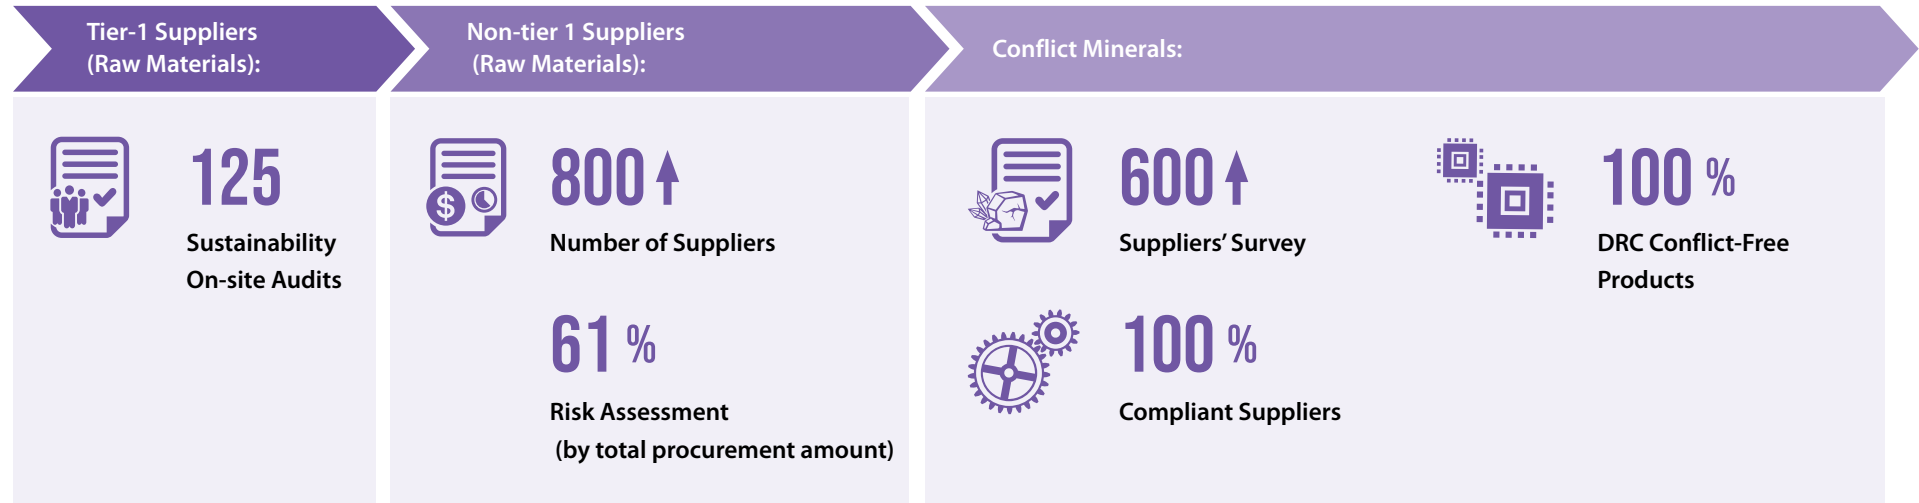 Tier-1 Suppliers
(Raw Materials):
125
Sustainability
On-site Audits
Non-tier 1 Suppliers
(Raw Materials):
$
800
Number of Suppliers
61 %
Risk Assessment
(by total procurement amount)
Conflict Minerals:
600
Suppliers’ Survey
100 %
Compliant Suppliers
100 %
DRC Conflict-Free
Products